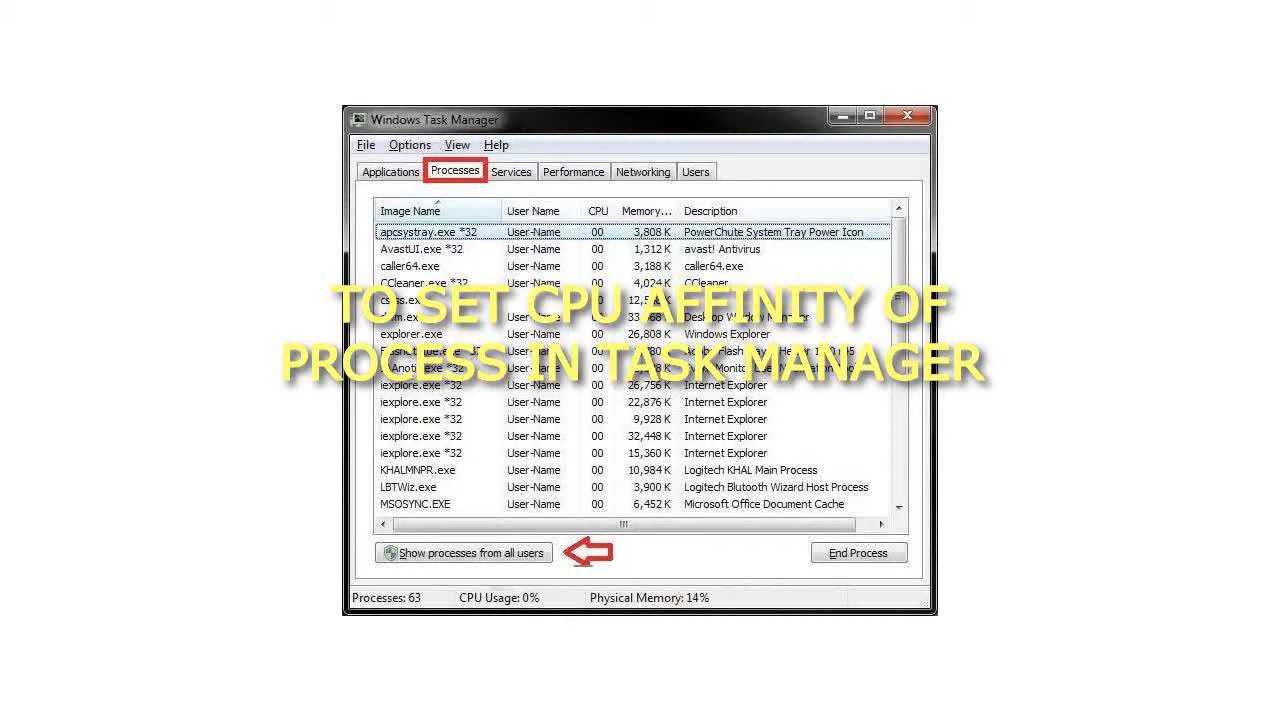 Windows Task Manager
File Options View Help
Applications Processes Services Performance Networking Users
Image Name User Name CPU Memory... Description
apcsystray.exe *32 User-Name 00 3,808 K PowerChute System Tray Power Icon
AvastUI.exe *32 User-Name 00 1,312 K avast! Antivirus
caller64.exe User-Name 00 3,188 K caller64.exe
CCleaner.exe *32 User-Name 00 4,024 K CCleaner
TO SET CPU AFFINITY OF
explorer.exe User-Name 00 26,808 K Windows Explorer
PROCESS IN TASK MANAGER
iexplore.exe *32 User-Name 00 26,756 K Internet Explorer
iexplore.exe *32 User-Name 00 22,876 K Internet Explorer
iexplore.exe *32 User-Name 00 9,928 K Internet Explorer
iexplore.exe *32 User-Name 00 32,448 K Internet Explorer
iexplore.exe *32 User-Name 00 15,360 K Internet Explorer
KHALMNPR.exe User-Name 00 10,984 K Logitech KHAL Main Process
LBTWiz.exe User-Name 00 3,900 K Logitech Blutooth Wizard Host Process
MSOSYNC.EXE User-Name 00 6,452 K Microsoft Office Document Cache
Show processes from all users End Process
Processes: 63 CPU Usage: 0% Physical Memory: 14%